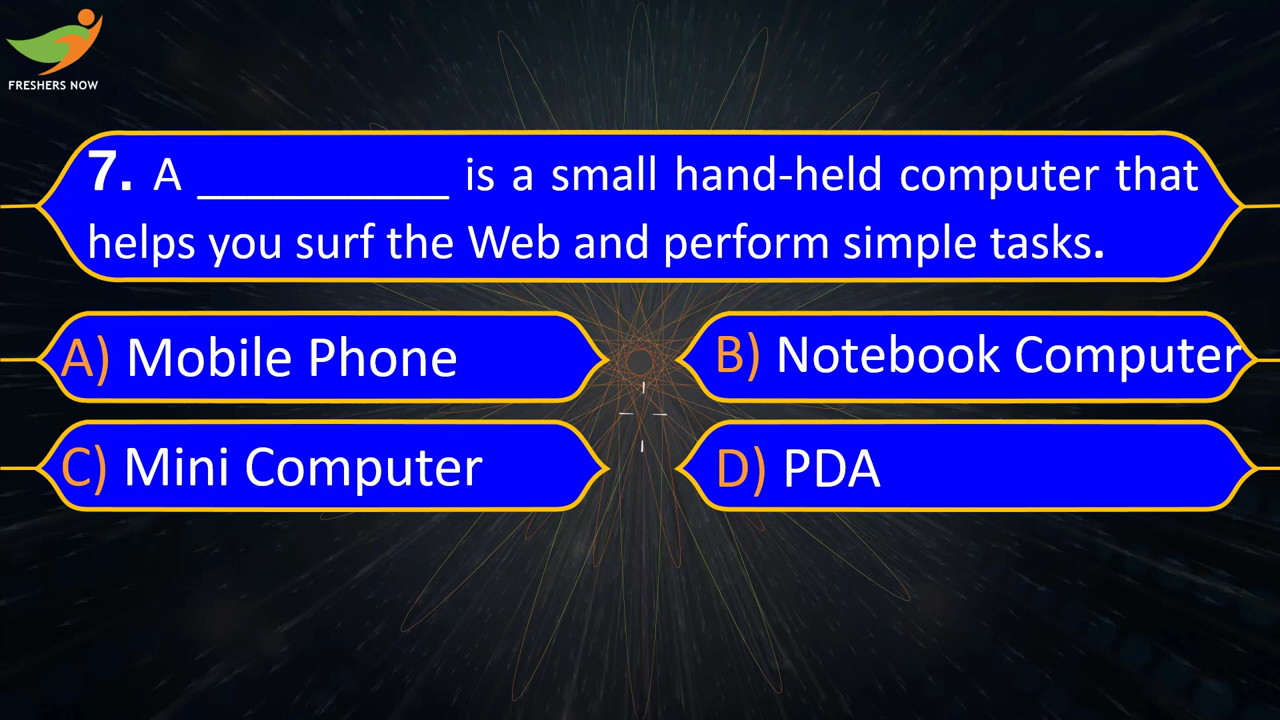 FRESHERS NOW
7. A __________ is a small hand-held computer that
helps you surf the Web and perform simple tasks.
A) Mobile Phone
B) Notebook Computer
C) Mini Computer
D) PDA